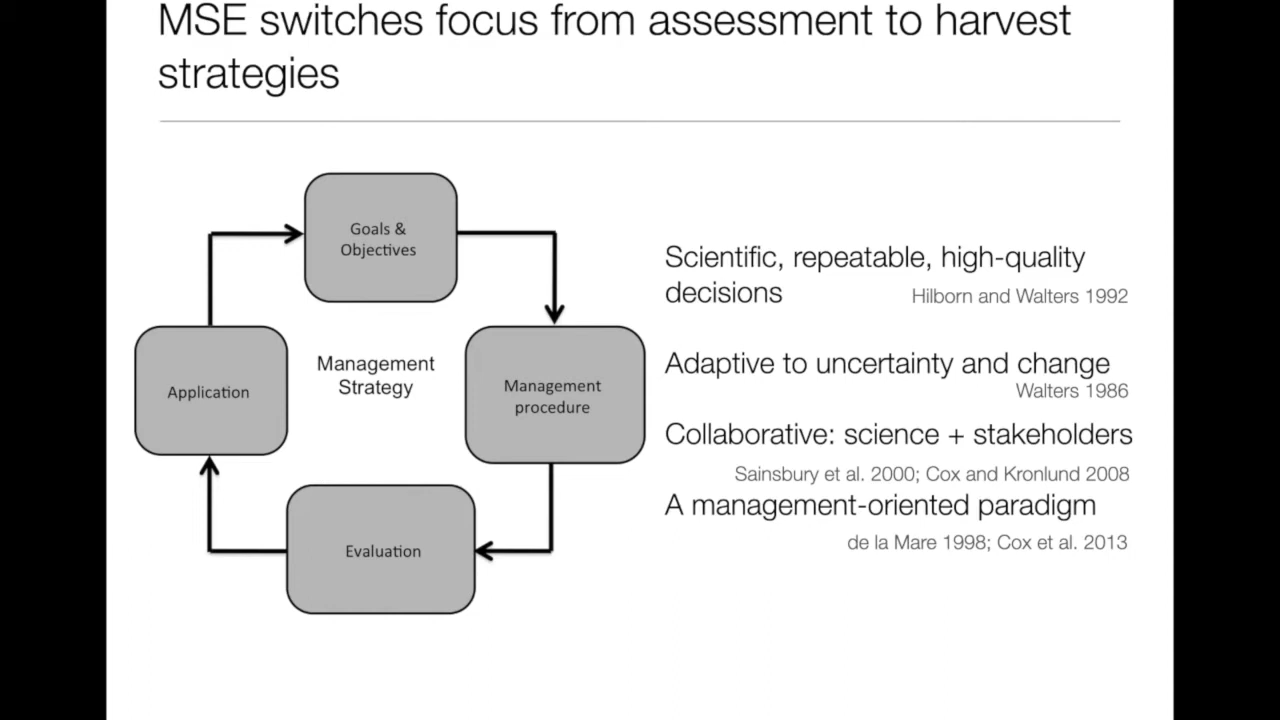 MSE switches focus from assessment to harvest
strategies
Goals &
Objectives
Management
procedure
Evaluation
Application
Management
Strategy
Scientific, repeatable, high-quality
decisions
Hilborn and Walters 1992
Adaptive to uncertainty and change
Walters 1986
Collaborative: science + stakeholders
Sainsbury et al. 2000; Cox and Kronlund 2008
A management-oriented paradigm
de la Mare 1998; Cox et al. 2013